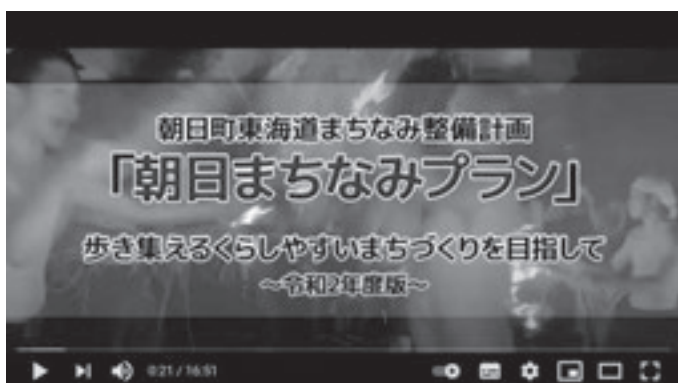 朝日町東海道まちなみ整備計画
「朝日まちなみプラン」
歩き集えるくらしやすいまちづくりを目指して
～令和2年度版～
0:21 / 16:51